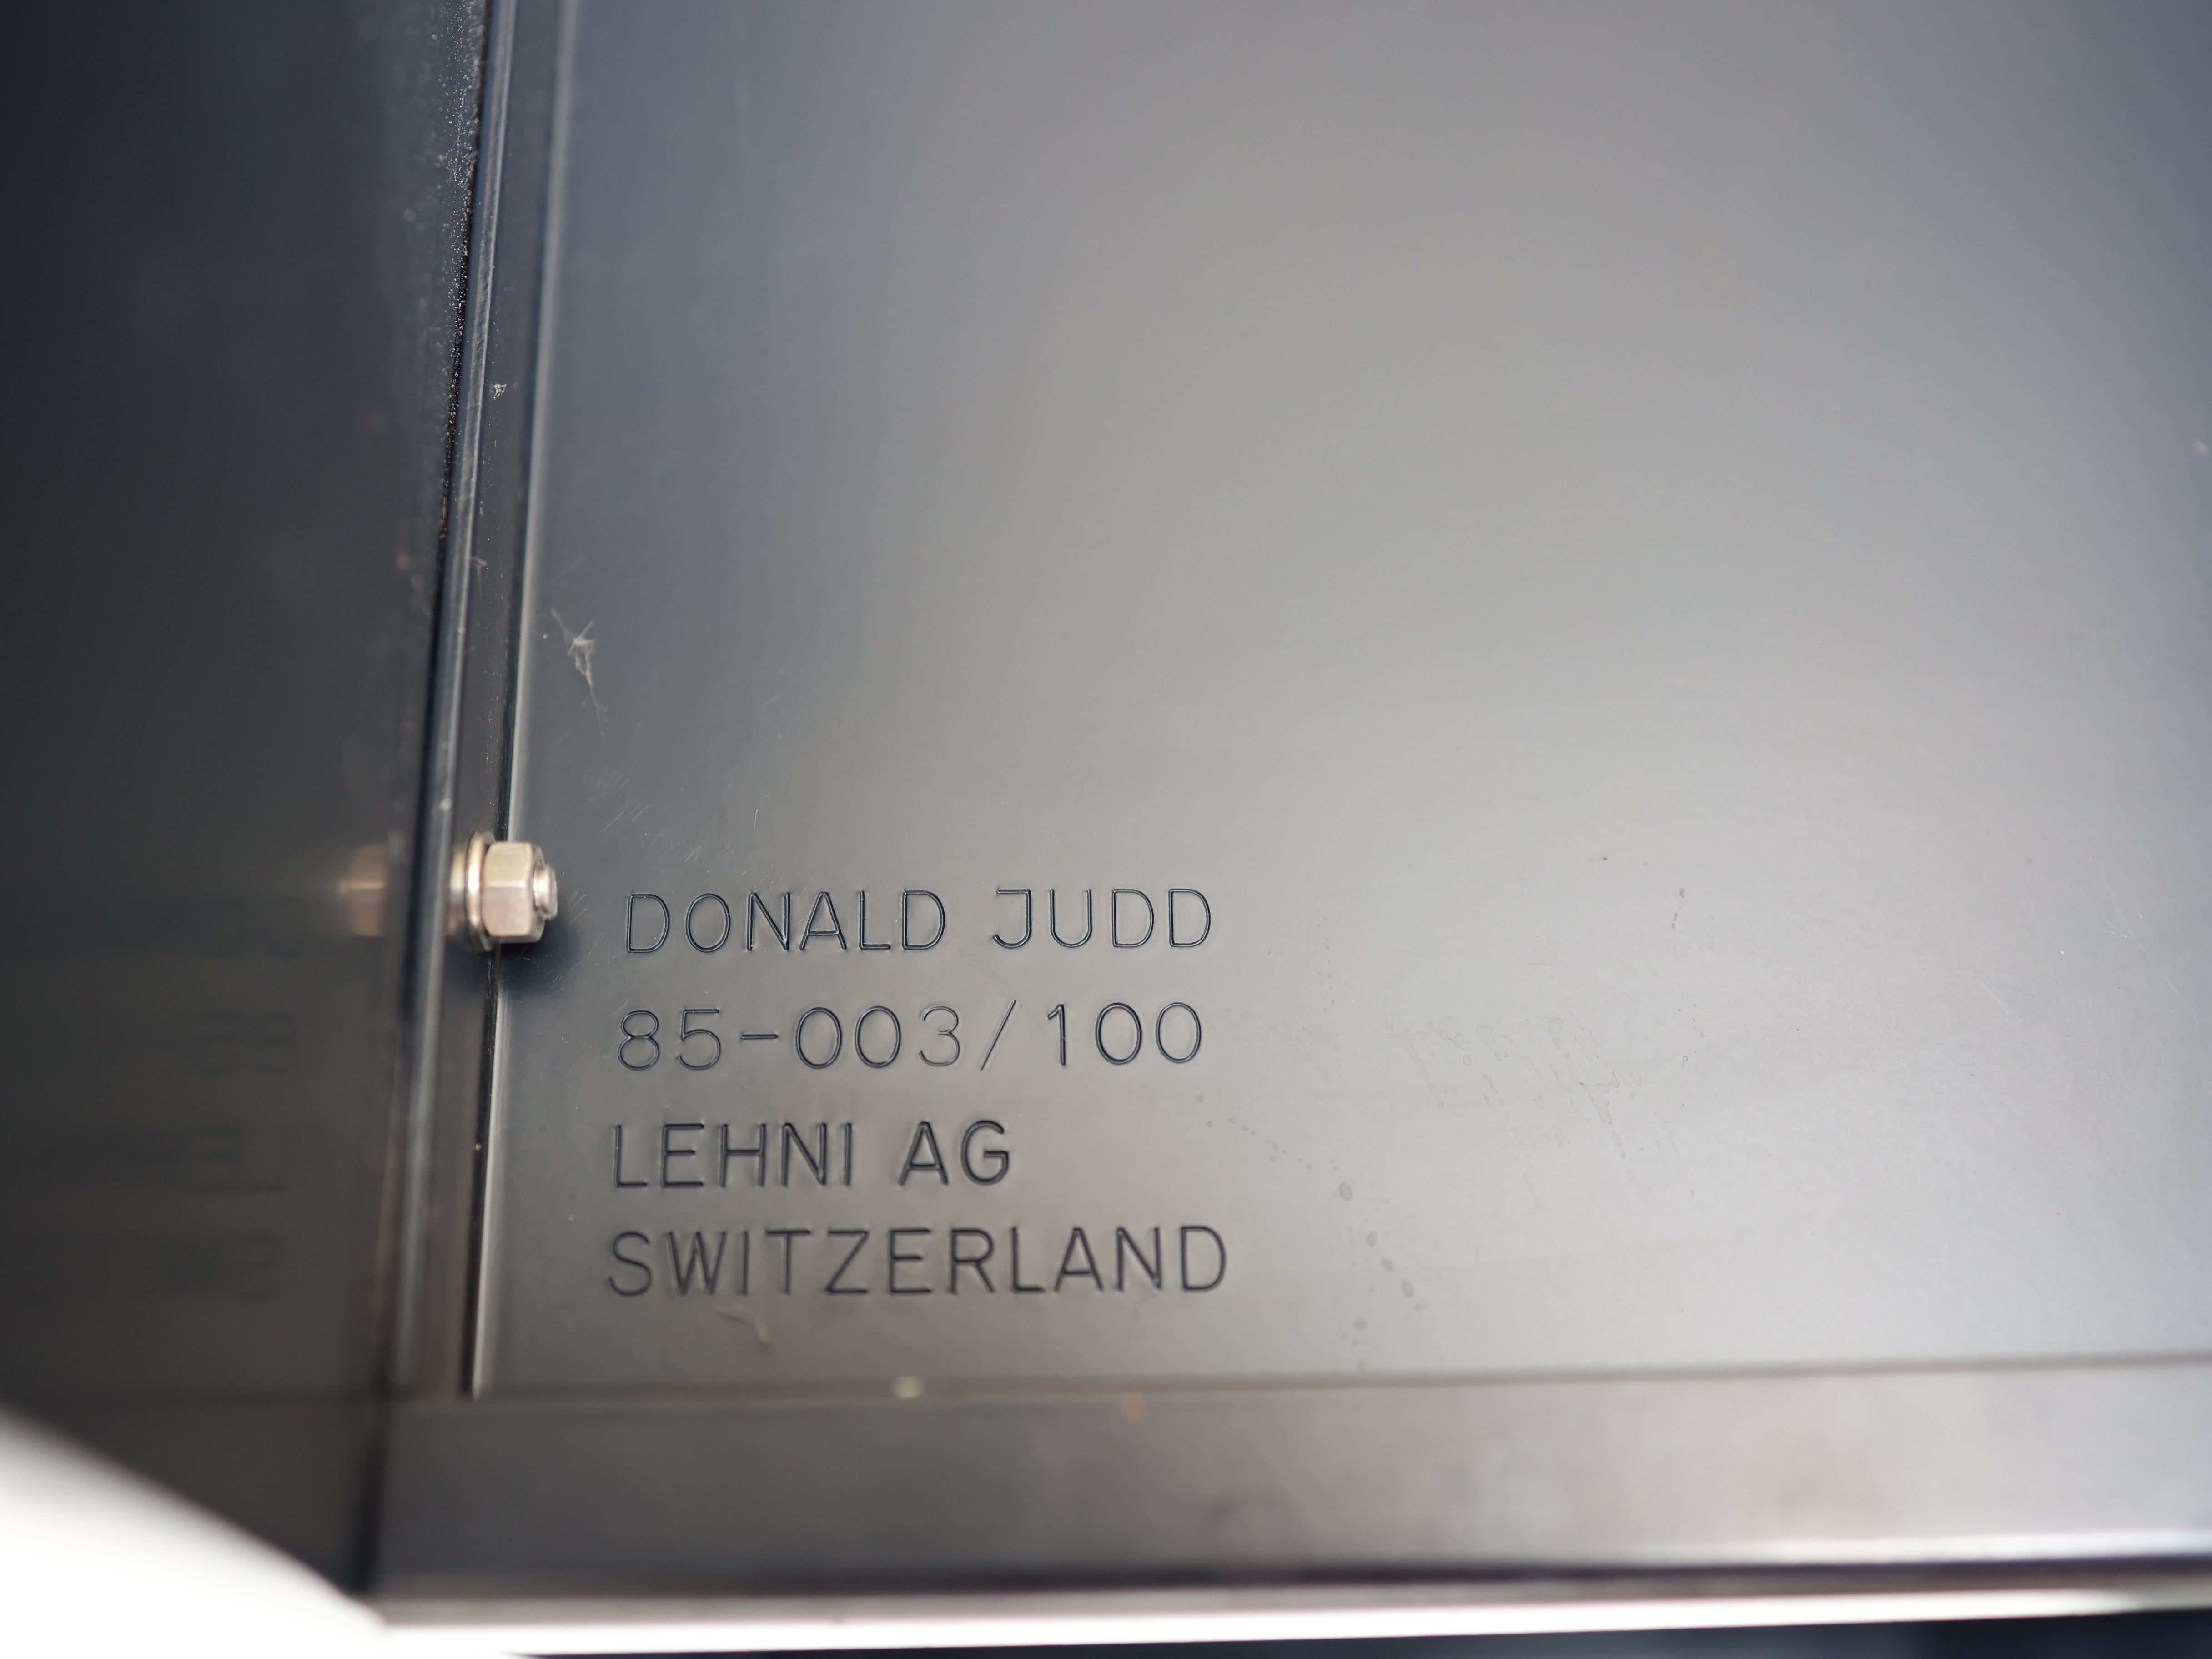 DONALD JUDD
85-003/100
LEHNI AG
SWITZERLAND